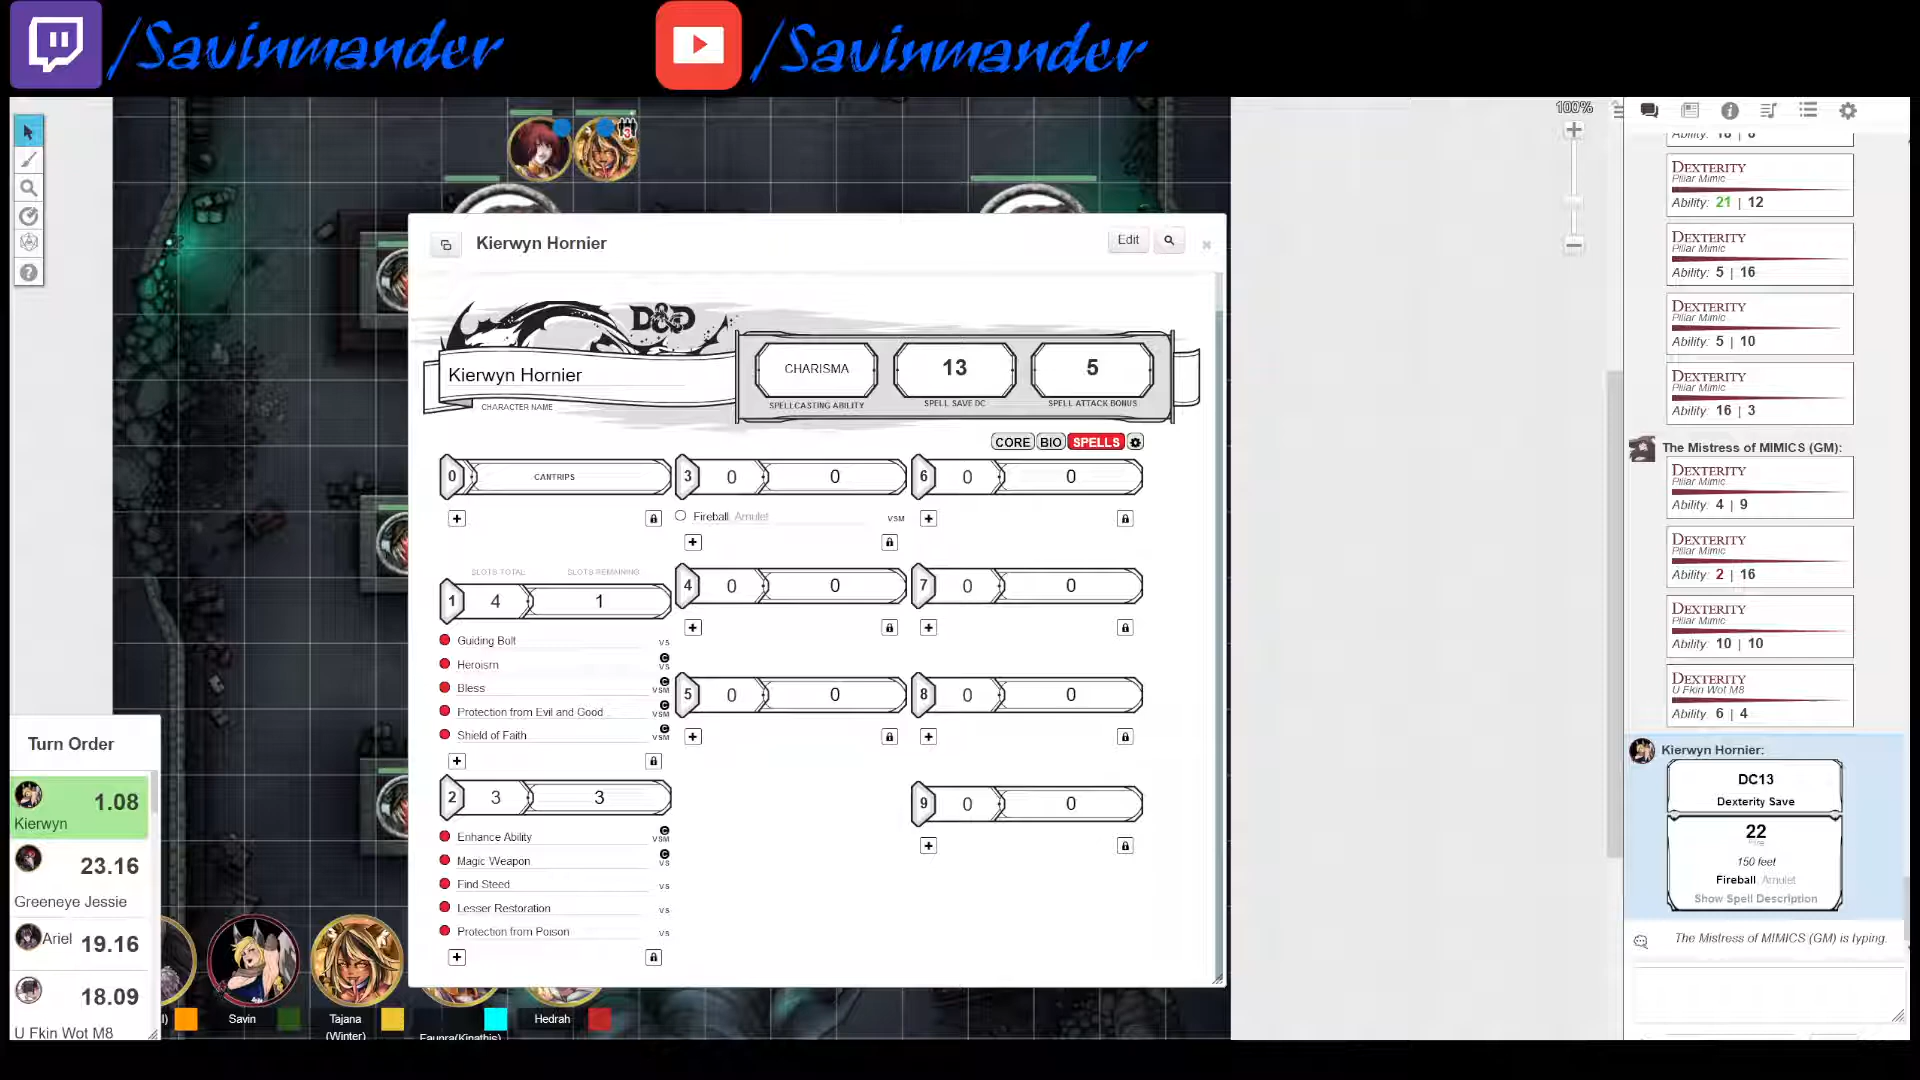 /Savinmander
/Savinmander
100%
Kierwyn Hornier
Edit
D&D
Kierwyn Hornier
CHARACTER NAME
CHARISMA
SPELLCASTING ABILITY
13
SPELL SAVE DC
5
SPELL ATTACK BONUS
CORE
BIO
SPELLS
0
CANTRIPS
3 0 0
Fireball Amulet
VSM
4 0 0
5 0 0
6 0 0
7 0 0
8 0 0
9 0 0
SLOTS TOTAL
SLOTS REMAINING
1 4 1
Guiding Bolt
VS
Heroism
C
VS
Bless
C
VSM
Protection from Evil and Good
C
VSM
Shield of Faith
C
VSM
2 3 3
Enhance Ability
C
VSM
Magic Weapon
C
VS
Find Steed
VS
Lesser Restoration
VS
Protection from Poison
VS
Turn Order
1.08
Kierwyn
23.16
Greeneye Jessie
Ariel 19.16
18.09
U Fkin Wot M8
Savin
Tajana
(Winter)
Hedrah
Ability: 18 | 8
DEXTERITY
Pillar Mimic
Ability: 21 | 12
DEXTERITY
Pillar Mimic
Ability: 5 | 16
DEXTERITY
Pillar Mimic
Ability: 5 | 10
DEXTERITY
Pillar Mimic
Ability: 16 | 3
The Mistress of MIMICS (GM):
DEXTERITY
Pillar Mimic
Ability: 4 | 9
DEXTERITY
Pillar Mimic
Ability: 2 | 16
DEXTERITY
Pillar Mimic
Ability: 10 | 10
DEXTERITY
U Fkin Wot M8
Ability 6 | 4
Kierwyn Hornier:
DC13
Dexterity Save
22
150 feet
Fireball Amulet
Show Spell Description
The Mistress of MIMICS (GM) is typing.